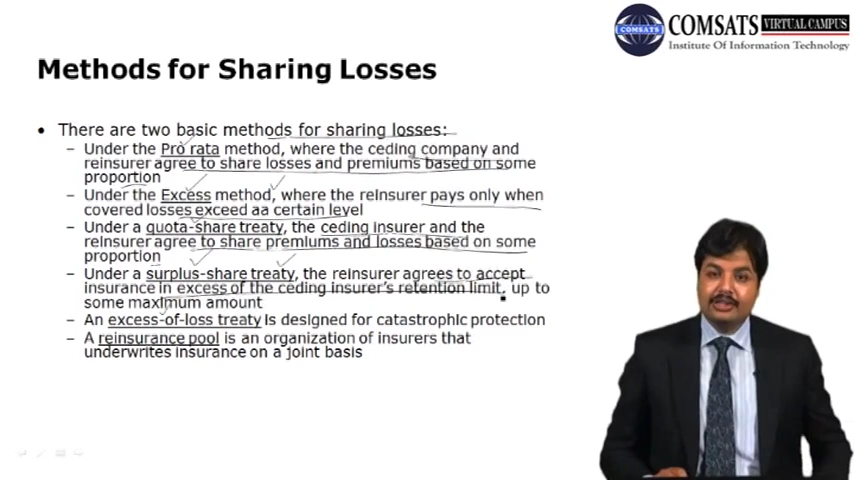 COMSATS VIRTUAL CAMPUS
COMSATS
Institute Of Information Technology
Methods for Sharing Losses
• There are two basic methods for sharing losses:
– Under the Pro rata method, where the ceding company and
reinsurer agree to share losses and premiums based on some
proportion
– Under the Excess method, where the reinsurer pays only when
covered losses exceed aa certain level
– Under a quota-share treaty, the ceding insurer and the
reinsurer agree to share premiums and losses based on some
proportion
– Under a surplus-share treaty, the reinsurer agrees to accept
insurance in excess of the ceding insurer's retention limit, up to
some maximum amount
– An excess-of-loss treaty is designed for catastrophic protection
– A reinsurance pool is an organization of insurers that
underwrites insurance on a joint basis